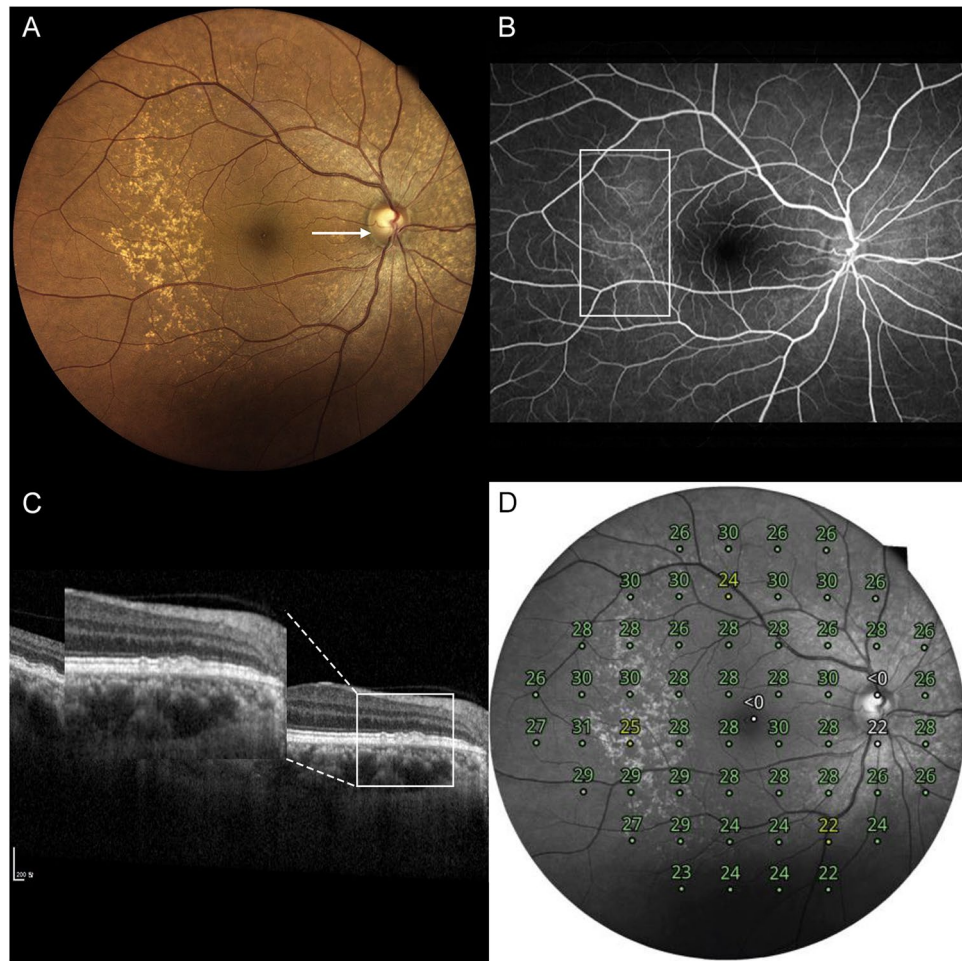 A
B
C
200 µm
D
26 30 26 26
30 30 24 30 30 26
28 28 26 28 28 26 28 26
26 30 30 28 28 30 <0 26
<0
27 31 25 28 28 30 28 22 28
29 29 29 28 28 28 26 26
27 29 24 24 22 24
23 24 24 22